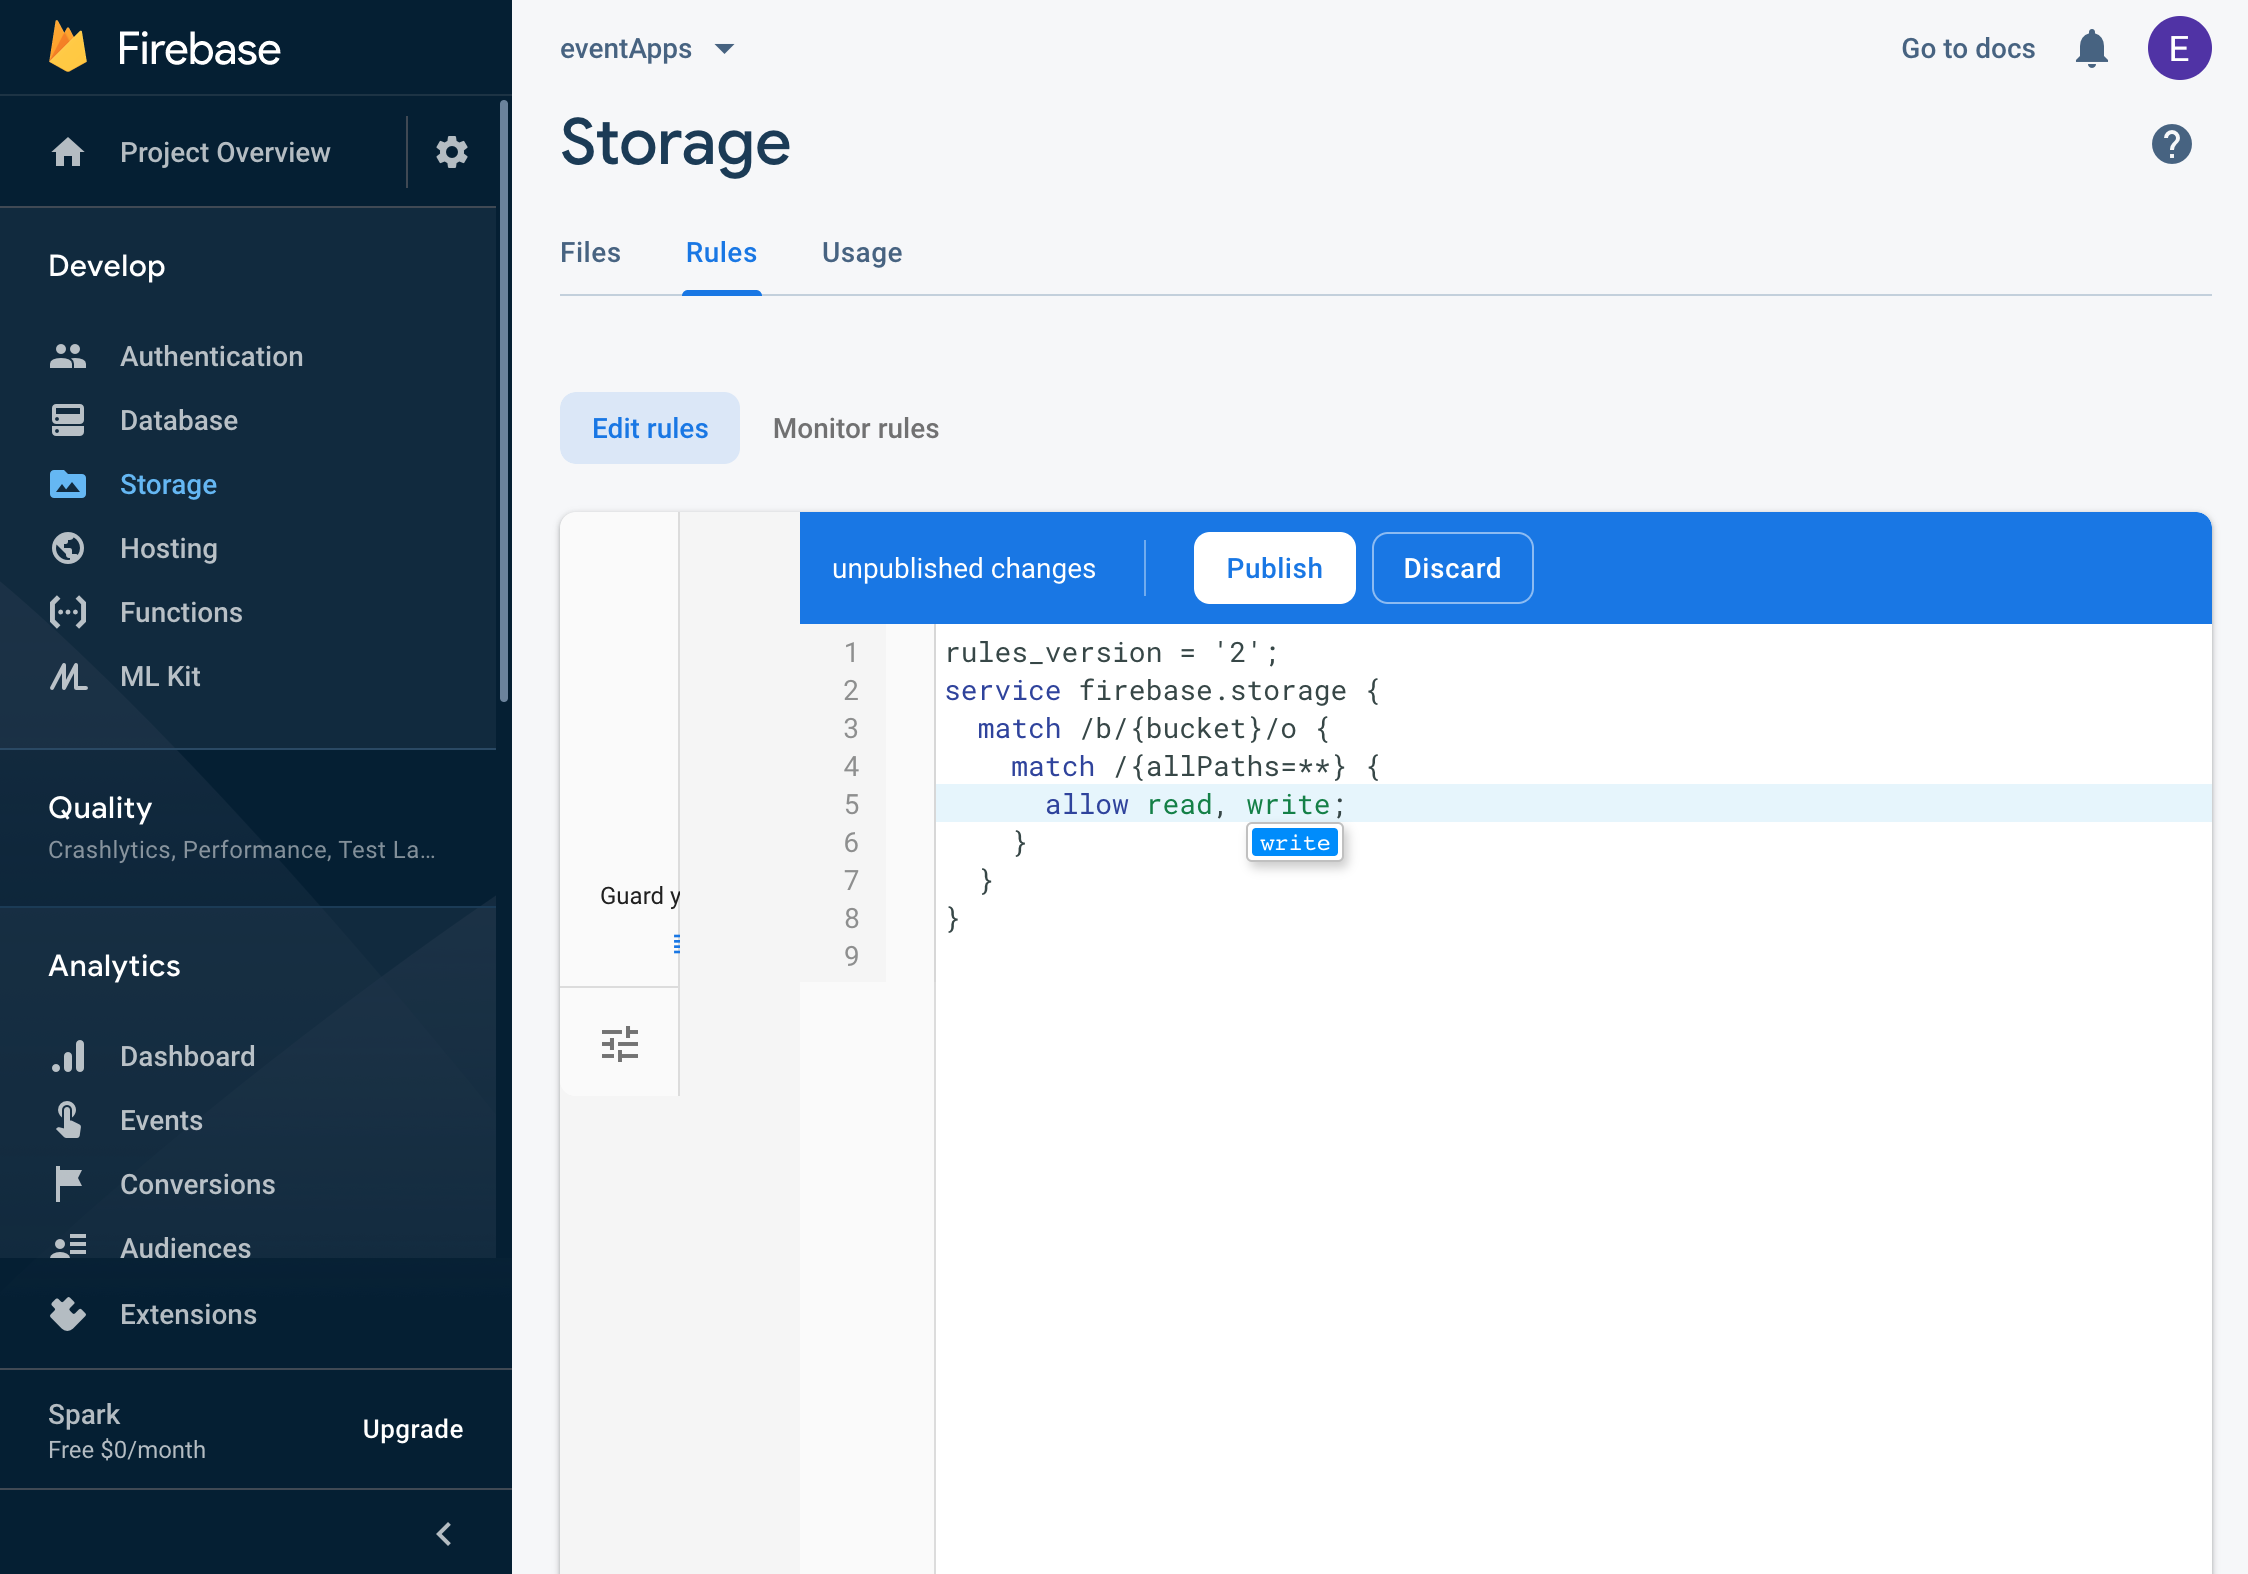 Firebase
Project Overview
Develop
Authentication
Database
Storage
Hosting
Functions
ML Kit
Quality
Crashlytics, Performance, Test La...
Analytics
Dashboard
Events
Conversions
Audiences
Extensions
Spark
Free $0/month
Upgrade
eventApps
Go to docs
E
Storage
Files Rules Usage
Edit rules Monitor rules
unpublished changes Publish Discard
Guard y
1 rules_version = '2';
2 service firebase.storage {
3 match /b/{bucket}/o {
4 match /{allPaths=**} {
5 allow read, write;
write
6 }
7 }
8 }
9